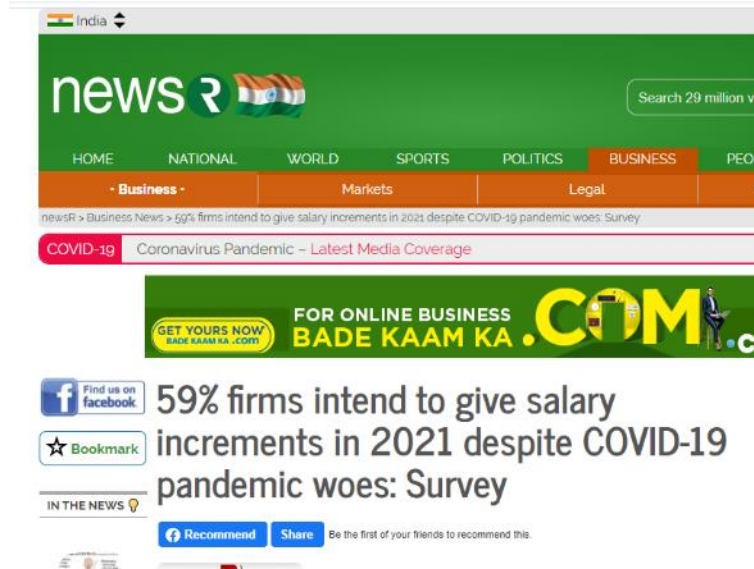 India
newsR
Search 29 million v
HOME NATIONAL WORLD SPORTS POLITICS BUSINESS PEO
- Business - Markets Legal
newsR > Business News > 59% firms intend to give salary increments in 2021 despite COVID-19 pandemic woes: Survey
COVID-19 Coronavirus Pandemic – Latest Media Coverage
GET YOURS NOW
BADE KAAM KA .COM
FOR ONLINE BUSINESS
BADE KAAM KA
.COM
.c
Find us on
facebook
Bookmark
IN THE NEWS
59% firms intend to give salary
increments in 2021 despite COVID-19
pandemic woes: Survey
Recommend Share Be the first of your friends to recommend this.